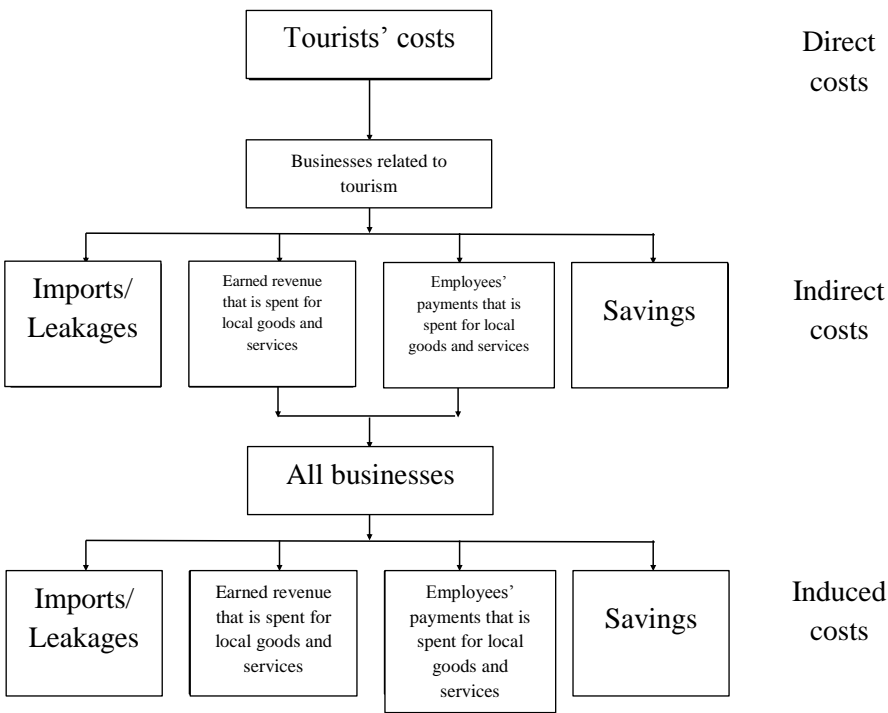 Tourists’ costs
Direct
costs
Businesses related to
tourism
Imports/
Leakages
Earned revenue
that is spent for
local goods and
services
Employees’
payments that is
spent for local
goods and services
Savings
Indirect
costs
All businesses
Imports/
Leakages
Earned revenue
that is spent for
local goods and
services
Employees’
payments that is
spent for local
goods and
services
Savings
Induced
costs